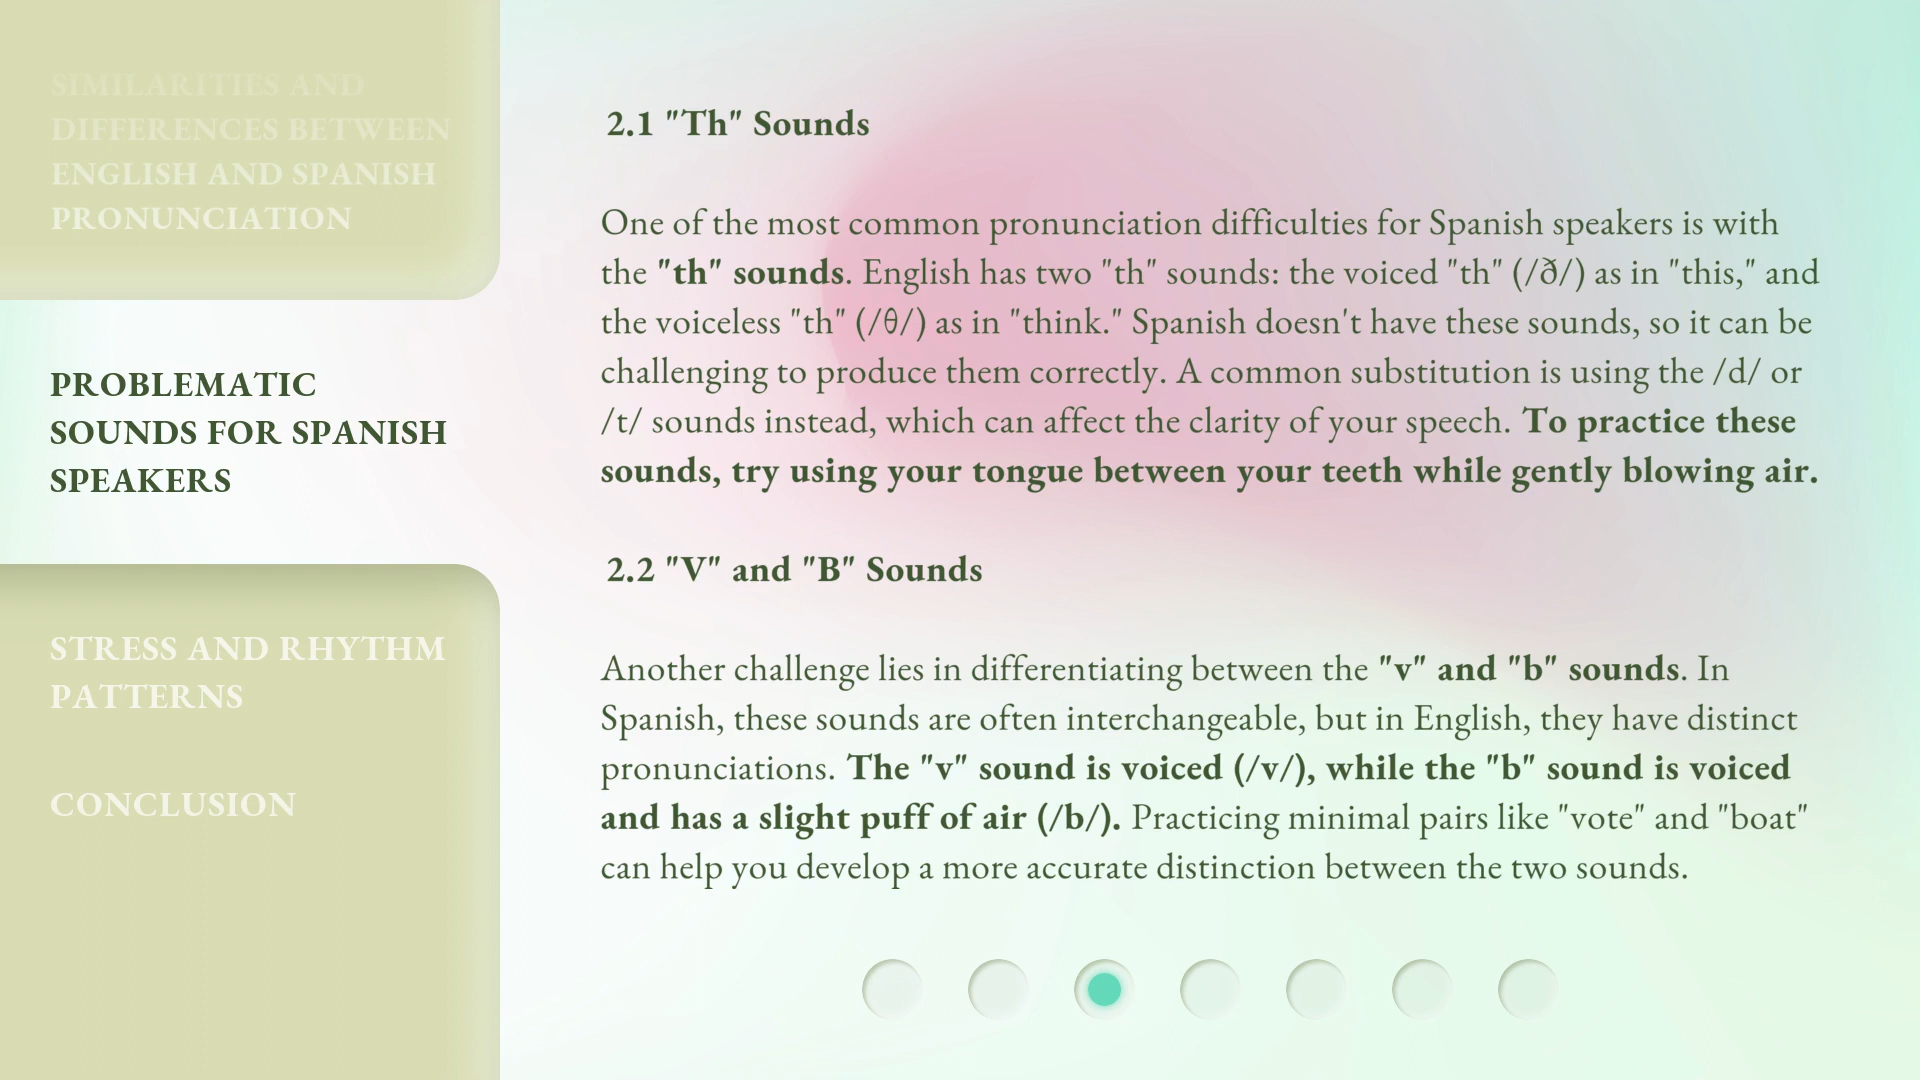 SIMILARITIES AND
DIFFERENCES BETWEEN
ENGLISH AND SPANISH
PRONUNCIATION
PROBLEMATIC
SOUNDS FOR SPANISH
SPEAKERS
STRESS AND RHYTHM
PATTERNS
CONCLUSION
2.1 "Th" Sounds
One of the most common pronunciation difficulties for Spanish speakers is with
the "th" sounds. English has two "th" sounds: the voiced "th" (/ð/) as in "this," and
the voiceless "th" (/θ/) as in "think." Spanish doesn't have these sounds, so it can be
challenging to produce them correctly. A common substitution is using the /d/ or
/t/ sounds instead, which can affect the clarity of your speech. To practice these
sounds, try using your tongue between your teeth while gently blowing air.
2.2 "V" and "B" Sounds
Another challenge lies in differentiating between the "v" and "b" sounds. In
Spanish, these sounds are often interchangeable, but in English, they have distinct
pronunciations. The "v" sound is voiced (/v/), while the "b" sound is voiced
and has a slight puff of air (/b/). Practicing minimal pairs like "vote" and "boat"
can help you develop a more accurate distinction between the two sounds.